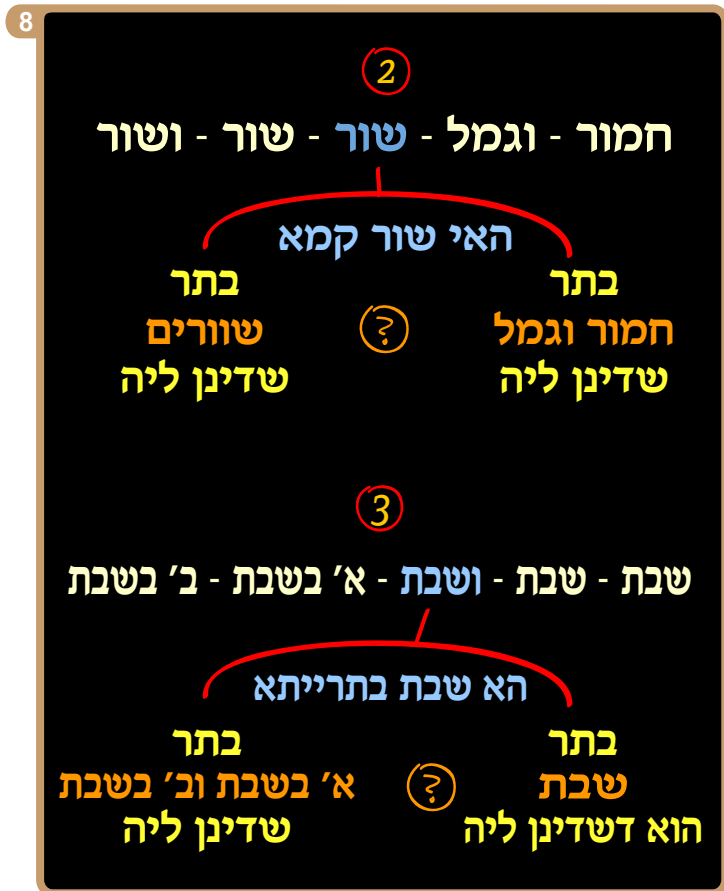 8
2
חמור - וגמל - שור - שור - ושור
האי שור קמא
בתר
חמור וגמל
שדינן ליה
?
בתר
שוורים
שדינן ליה
3
שבת - שבת - ושבת - א' בשבת - ב' בשבת
הא שבת בתרייתא
בתר
שבת
הוא דשדינן ליה
?
בתר
א' בשבת וב' בשבת
שדינן ליה